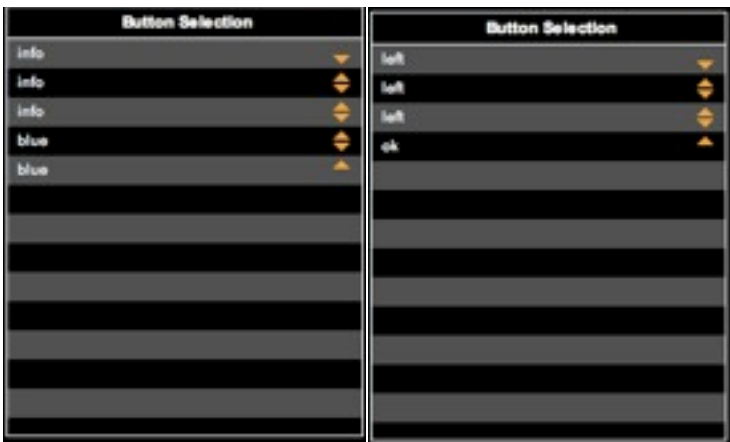 Button Selection
info
info
info
blue
blue
Button Selection
left
left
left
ok